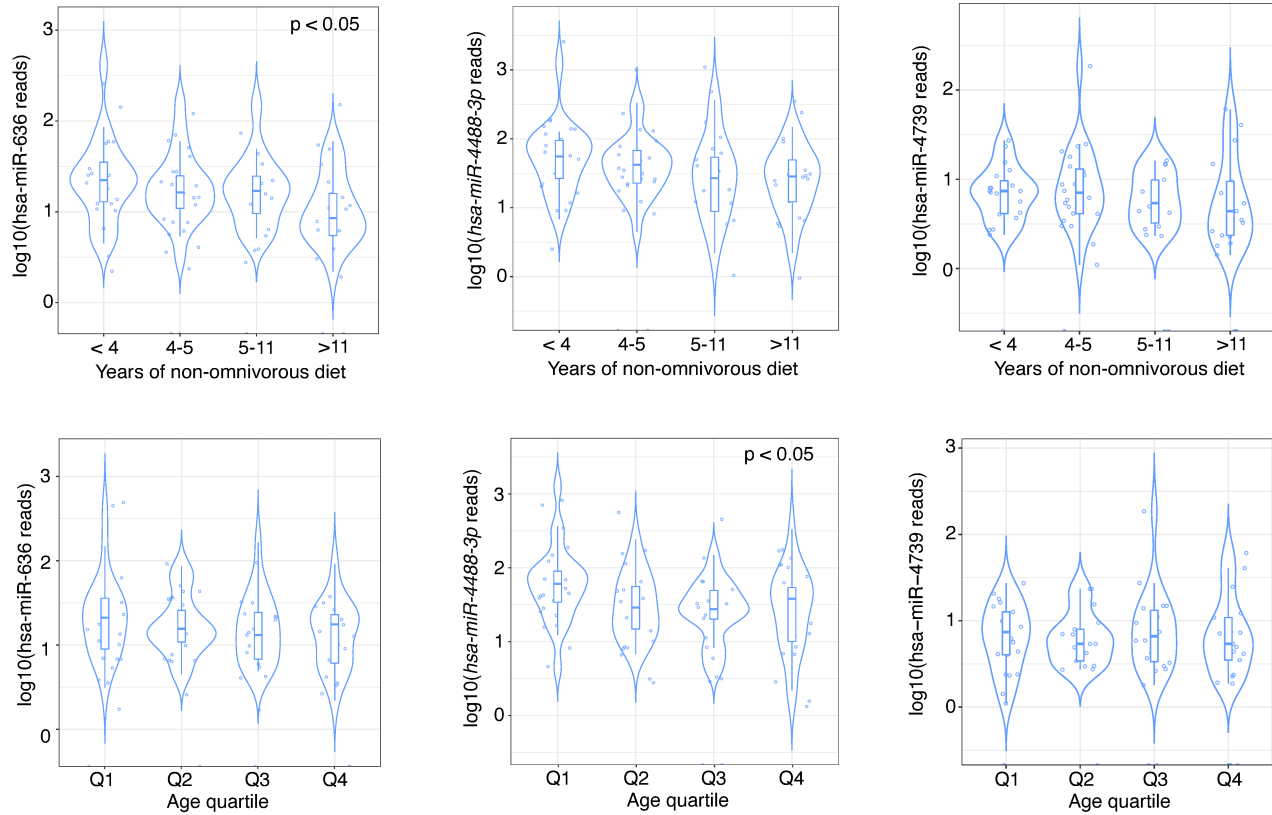 log10(hsa-miR-636 reads)
3
2
1
0
p < 0.05
< 4 4-5 5-11 >11
Years of non-omnivorous diet
log10(hsa-miR-4488-3p reads)
3
2
1
0
< 4 4-5 5-11 >11
Years of non-omnivorous diet
log10(hsa-miR-4739 reads)
2
1
0
< 4 4-5 5-11 >11
Years of non-omnivorous diet
log10(hsa-miR-636 reads)
3
2
1
0
Q1 Q2 Q3 Q4
Age quartile
log10(hsa-miR-4488-3p reads)
3
2
1
0
p < 0.05
Q1 Q2 Q3 Q4
Age quartile
log10(hsa-miR–4739 reads)
3
2
1
0
Q1 Q2 Q3 Q4
Age quartile